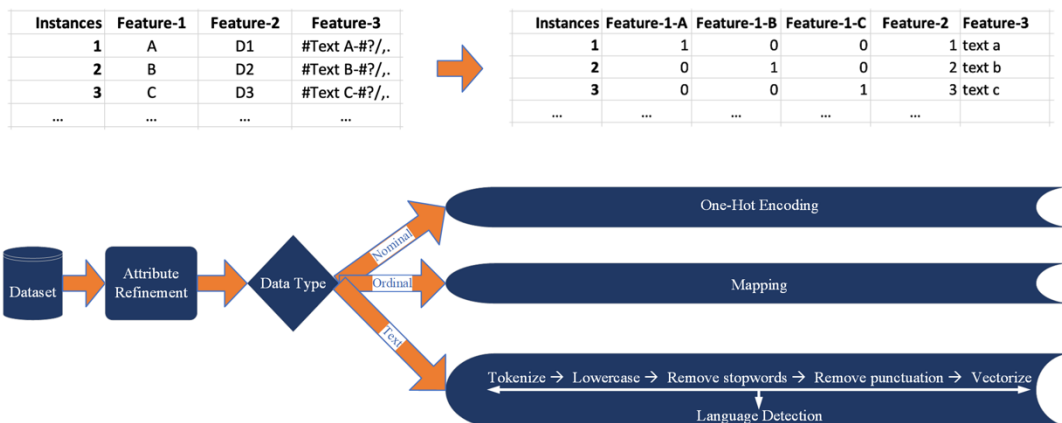 Instances Feature-1 Feature-2 Feature-3
1 A D1 #Text A-#?/,.
2 B D2 #Text B-#?/,.
3 C D3 #Text C-#?/,.
... ... ... ...
Instances Feature-1-A Feature-1-B Feature-1-C Feature-2 Feature-3
1 1 0 0 1 text a
2 0 1 0 2 text b
3 0 0 1 3 text c
... ... ... ... ...
One-Hot Encoding
Nominal
Dataset
Attribute
Refinement
Data Type
Ordinal
Mapping
Text
Tokenize → Lowercase → Remove stopwords → Remove punctuation → Vectorize
Language Detection